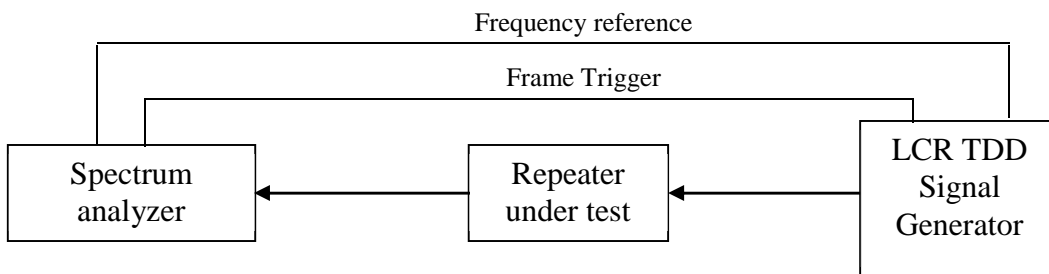 Frequency reference
Frame Trigger
Spectrum
analyzer
Repeater
under test
LCR TDD
Signal
Generator